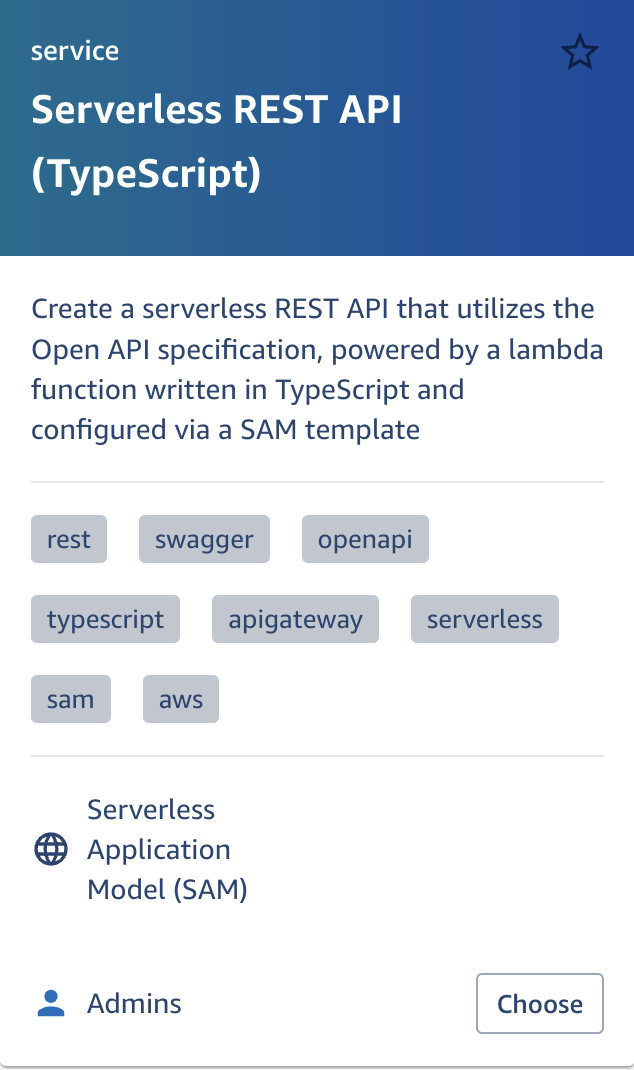 service
Serverless REST API
(TypeScript)
Create a serverless REST API that utilizes the
Open API specification, powered by a lambda
function written in TypeScript and
configured via a SAM template
rest swagger openapi
typescript apigateway serverless
sam aws
Serverless
Application
Model (SAM)
Admins Choose